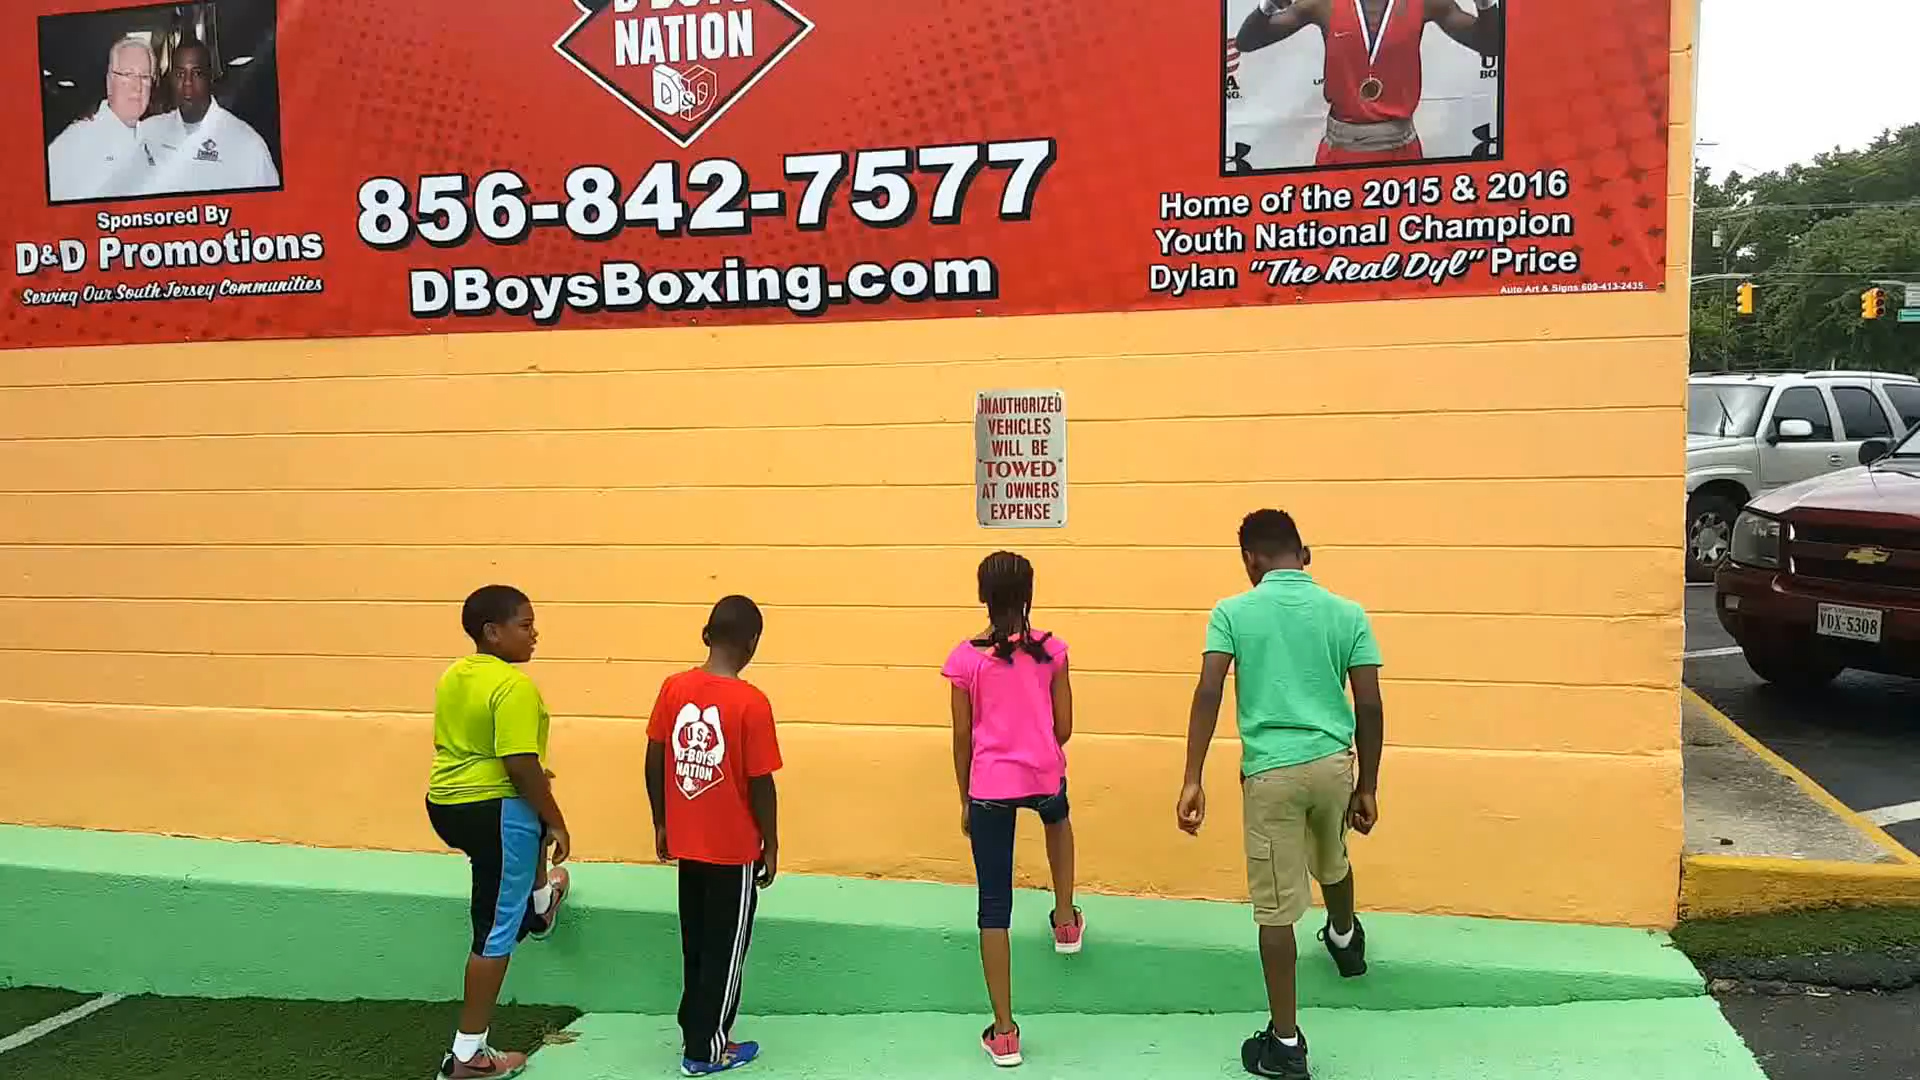 NATION
D&D
856-842-7577
DBoysBoxing.com
Sponsored By
D&D Promotions
Serving Our South Jersey Communities
Home of the 2015 & 2016
Youth National Champion
Dylan "The Real Dyl" Price
Auto Art & Signs 609-413-2435
UNAUTHORIZED
VEHICLES
WILL BE
TOWED
AT OWNERS
EXPENSE
D-BOYS
NATION
VDX-5308